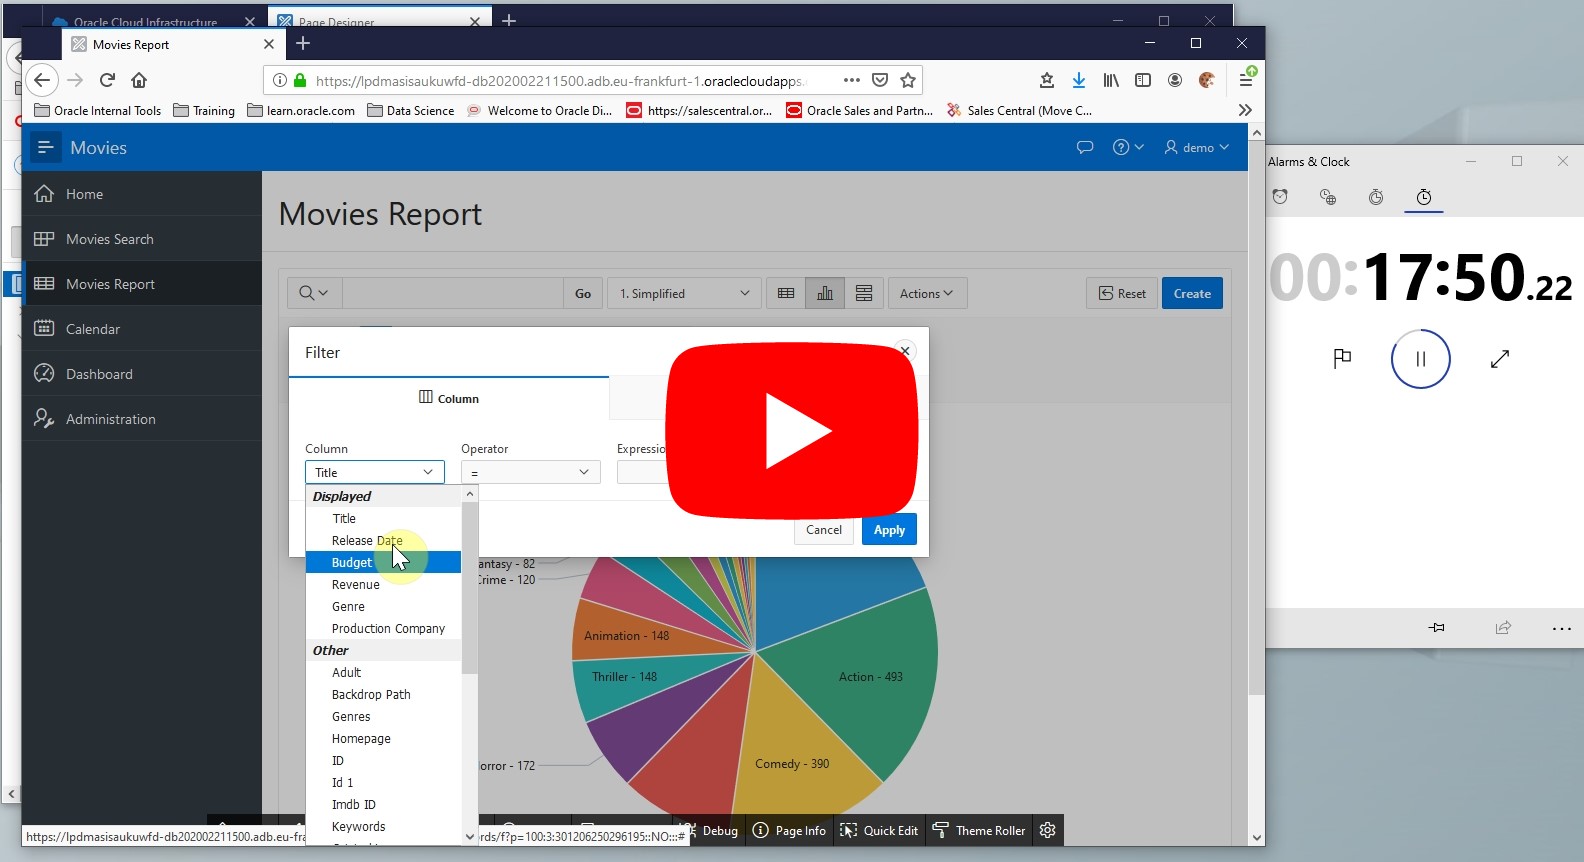 Oracle Cloud Infrastructure
Page Designer
Movies Report
https://lpdmasisaukuwfd-db202002211500.adb.eu-frankfurt-1.oraclecloudapps.
Oracle Internal Tools
Training
learn.oracle.com
Data Science
Welcome to Oracle Di...
https://salescentral.or...
Oracle Sales and Partn...
Sales Central (Move C...
Movies
demo
Alarms & Clock
Home
Movies Search
Movies Report
Calendar
Dashboard
Administration
Movies Report
00:17:50.22
Go
1. Simplified
Actions
Reset
Create
Filter
Column
Column
Operator
Expressio
Title
=
Cancel
Apply
Displayed
Title
Release Date
Budget
Revenue
Genre
Production Company
Other
Adult
Backdrop Path
Genres
Homepage
ID
Id 1
Imdb ID
Keywords
antasy - 82
Crime - 120
Animation - 148
Thriller - 148
orror - 172
Action - 493
Comedy - 390
https://lpdmasisaukuwfd-db202002211500.adb.eu-fra
rds/f?p=100:3:301206250296195::NO:::#
Debug
Page Info
Quick Edit
Theme Roller